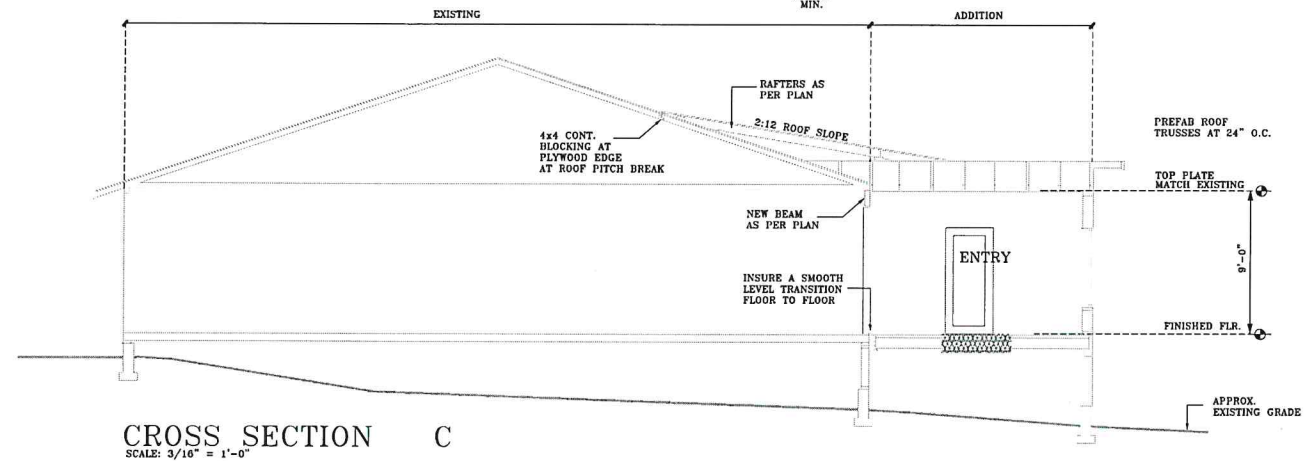 MIN.
EXISTING
ADDITION
RAFTERS AS
PER PLAN
2:12 ROOF SLOPE
4x4 CONT.
BLOCKING AT
PLYWOOD EDGE
AT ROOF PITCH BREAK
PREFAB ROOF
TRUSSES AT 24" O.C.
TOP PLATE
MATCH EXISTING
NEW BEAM
AS PER PLAN
ENTRY
9'-0"
INSURE A SMOOTH
LEVEL TRANSITION
FLOOR TO FLOOR
FINISHED FLR.
APPROX.
EXISTING GRADE
CROSS SECTION C
SCALE: 3/16" = 1'-0"